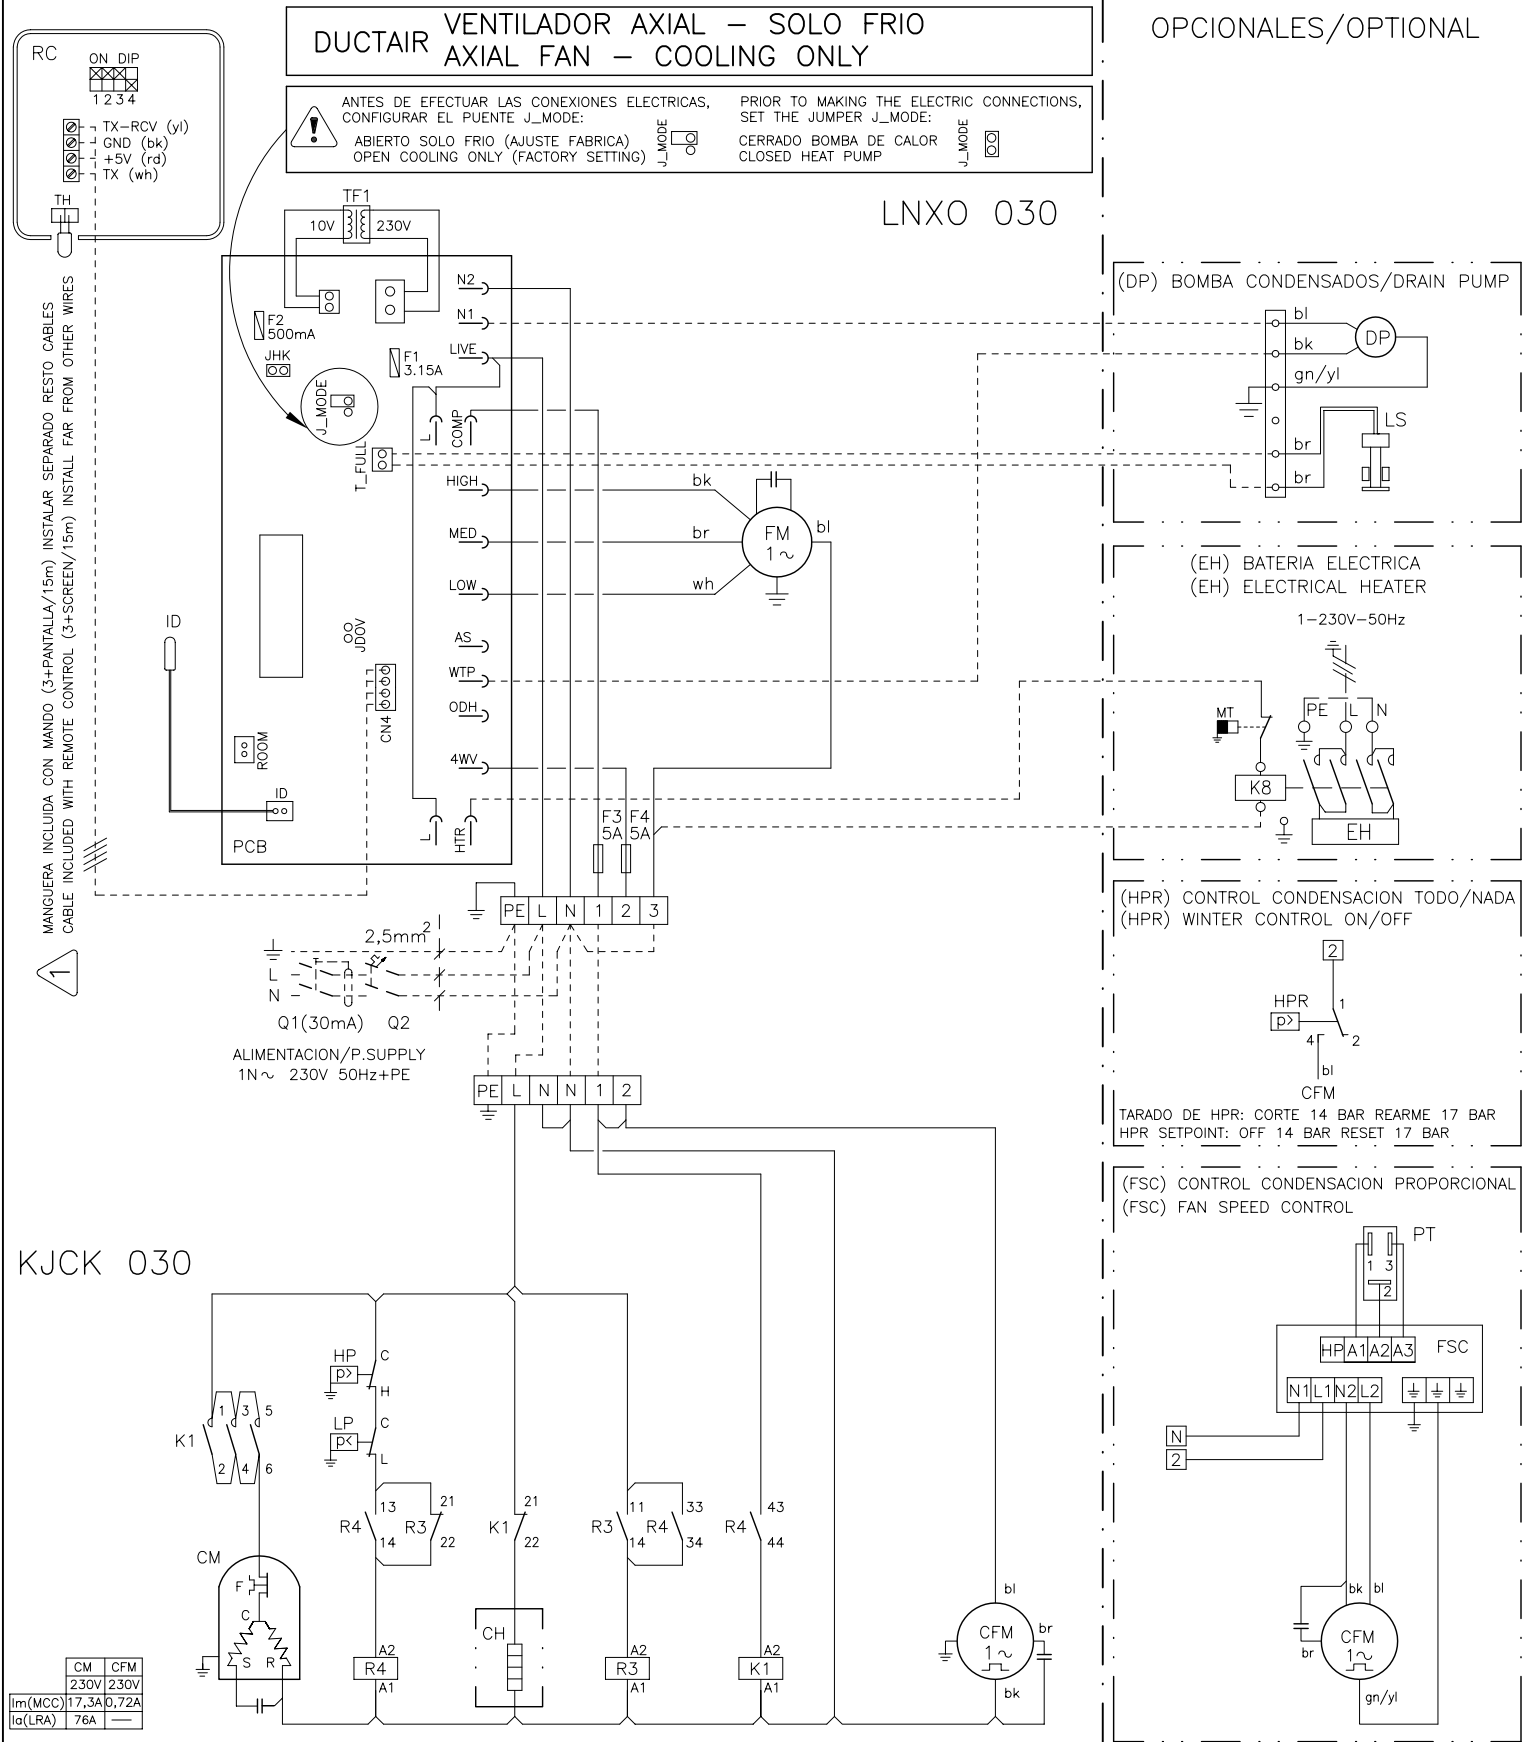 DUCTAIR
VENTILADOR AXIAL – SOLO FRIO
AXIAL FAN – COOLING ONLY
OPCIONALES/OPTIONAL
RC
ON DIP
1 2 3 4
TX–RCV (yl)
GND (bk)
+5V (rd)
TX (wh)
TH
ANTES DE EFECTUAR LAS CONEXIONES ELECTRICAS,
CONFIGURAR EL PUENTE J_MODE:
ABIERTO SOLO FRIO (AJUSTE FABRICA)
OPEN COOLING ONLY (FACTORY SETTING)
J_MODE
PRIOR TO MAKING THE ELECTRIC CONNECTIONS,
SET THE JUMPER J_MODE:
CERRADO BOMBA DE CALOR
CLOSED HEAT PUMP
J_MODE
LNXO 030
MANGUERA INCLUIDA CON MANDO (3+PANTALLA/15m) INSTALAR SEPARADO RESTO CABLES
CABLE INCLUDED WITH REMOTE CONTROL (3+SCREEN/15m) INSTALL FAR FROM OTHER WIRES
1
TF1
10V
230V
F2
500mA
JHK
F1
3.15A
J_MODE
T_FULL
JDOV
CN4
ROOM
ID
ID
PCB
N2
N1
LIVE
L
COMP
HIGH
MED
LOW
AS
WTP
ODH
4WV
L
HTR
bk
br
wh
FM
1~
bl
F3
5A
F4
5A
PE L N 1 2 3
2,5mm2
L
N
Q1(30mA) Q2
ALIMENTACION/P.SUPPLY
1N~ 230V 50Hz+PE
PE L N N 1 2
KJCK 030
K1
1 3 5
2 4 6
HP
p>
C
H
LP
p<
C
L
R4
13
14
R3
21
22
K1
21
22
R3
11
14
R4
33
34
R4
43
44
CM
F
C
S R
A2
R4
A1
CH
A2
R3
A1
A2
K1
A1
bl
CFM
1~
br
bk
CM CFM
230V 230V
Im(MCC) 17,3A 0,72A
Ia(LRA) 76A —
(DP) BOMBA CONDENSADOS/DRAIN PUMP
bl
bk
gn/yl
DP
br
br
LS
(EH) BATERIA ELECTRICA
(EH) ELECTRICAL HEATER
1–230V–50Hz
MT
PE L N
K8
EH
(HPR) CONTROL CONDENSACION TODO/NADA
(HPR) WINTER CONTROL ON/OFF
2
HPR
p>
1
4 2
bl
CFM
TARADO DE HPR: CORTE 14 BAR REARME 17 BAR
HPR SETPOINT: OFF 14 BAR RESET 17 BAR
(FSC) CONTROL CONDENSACION PROPORCIONAL
(FSC) FAN SPEED CONTROL
PT
1 3
2
HP A1 A2 A3
FSC
N1 L1 N2 L2
N
2
bk bl
CFM
1~
br
gn/yl